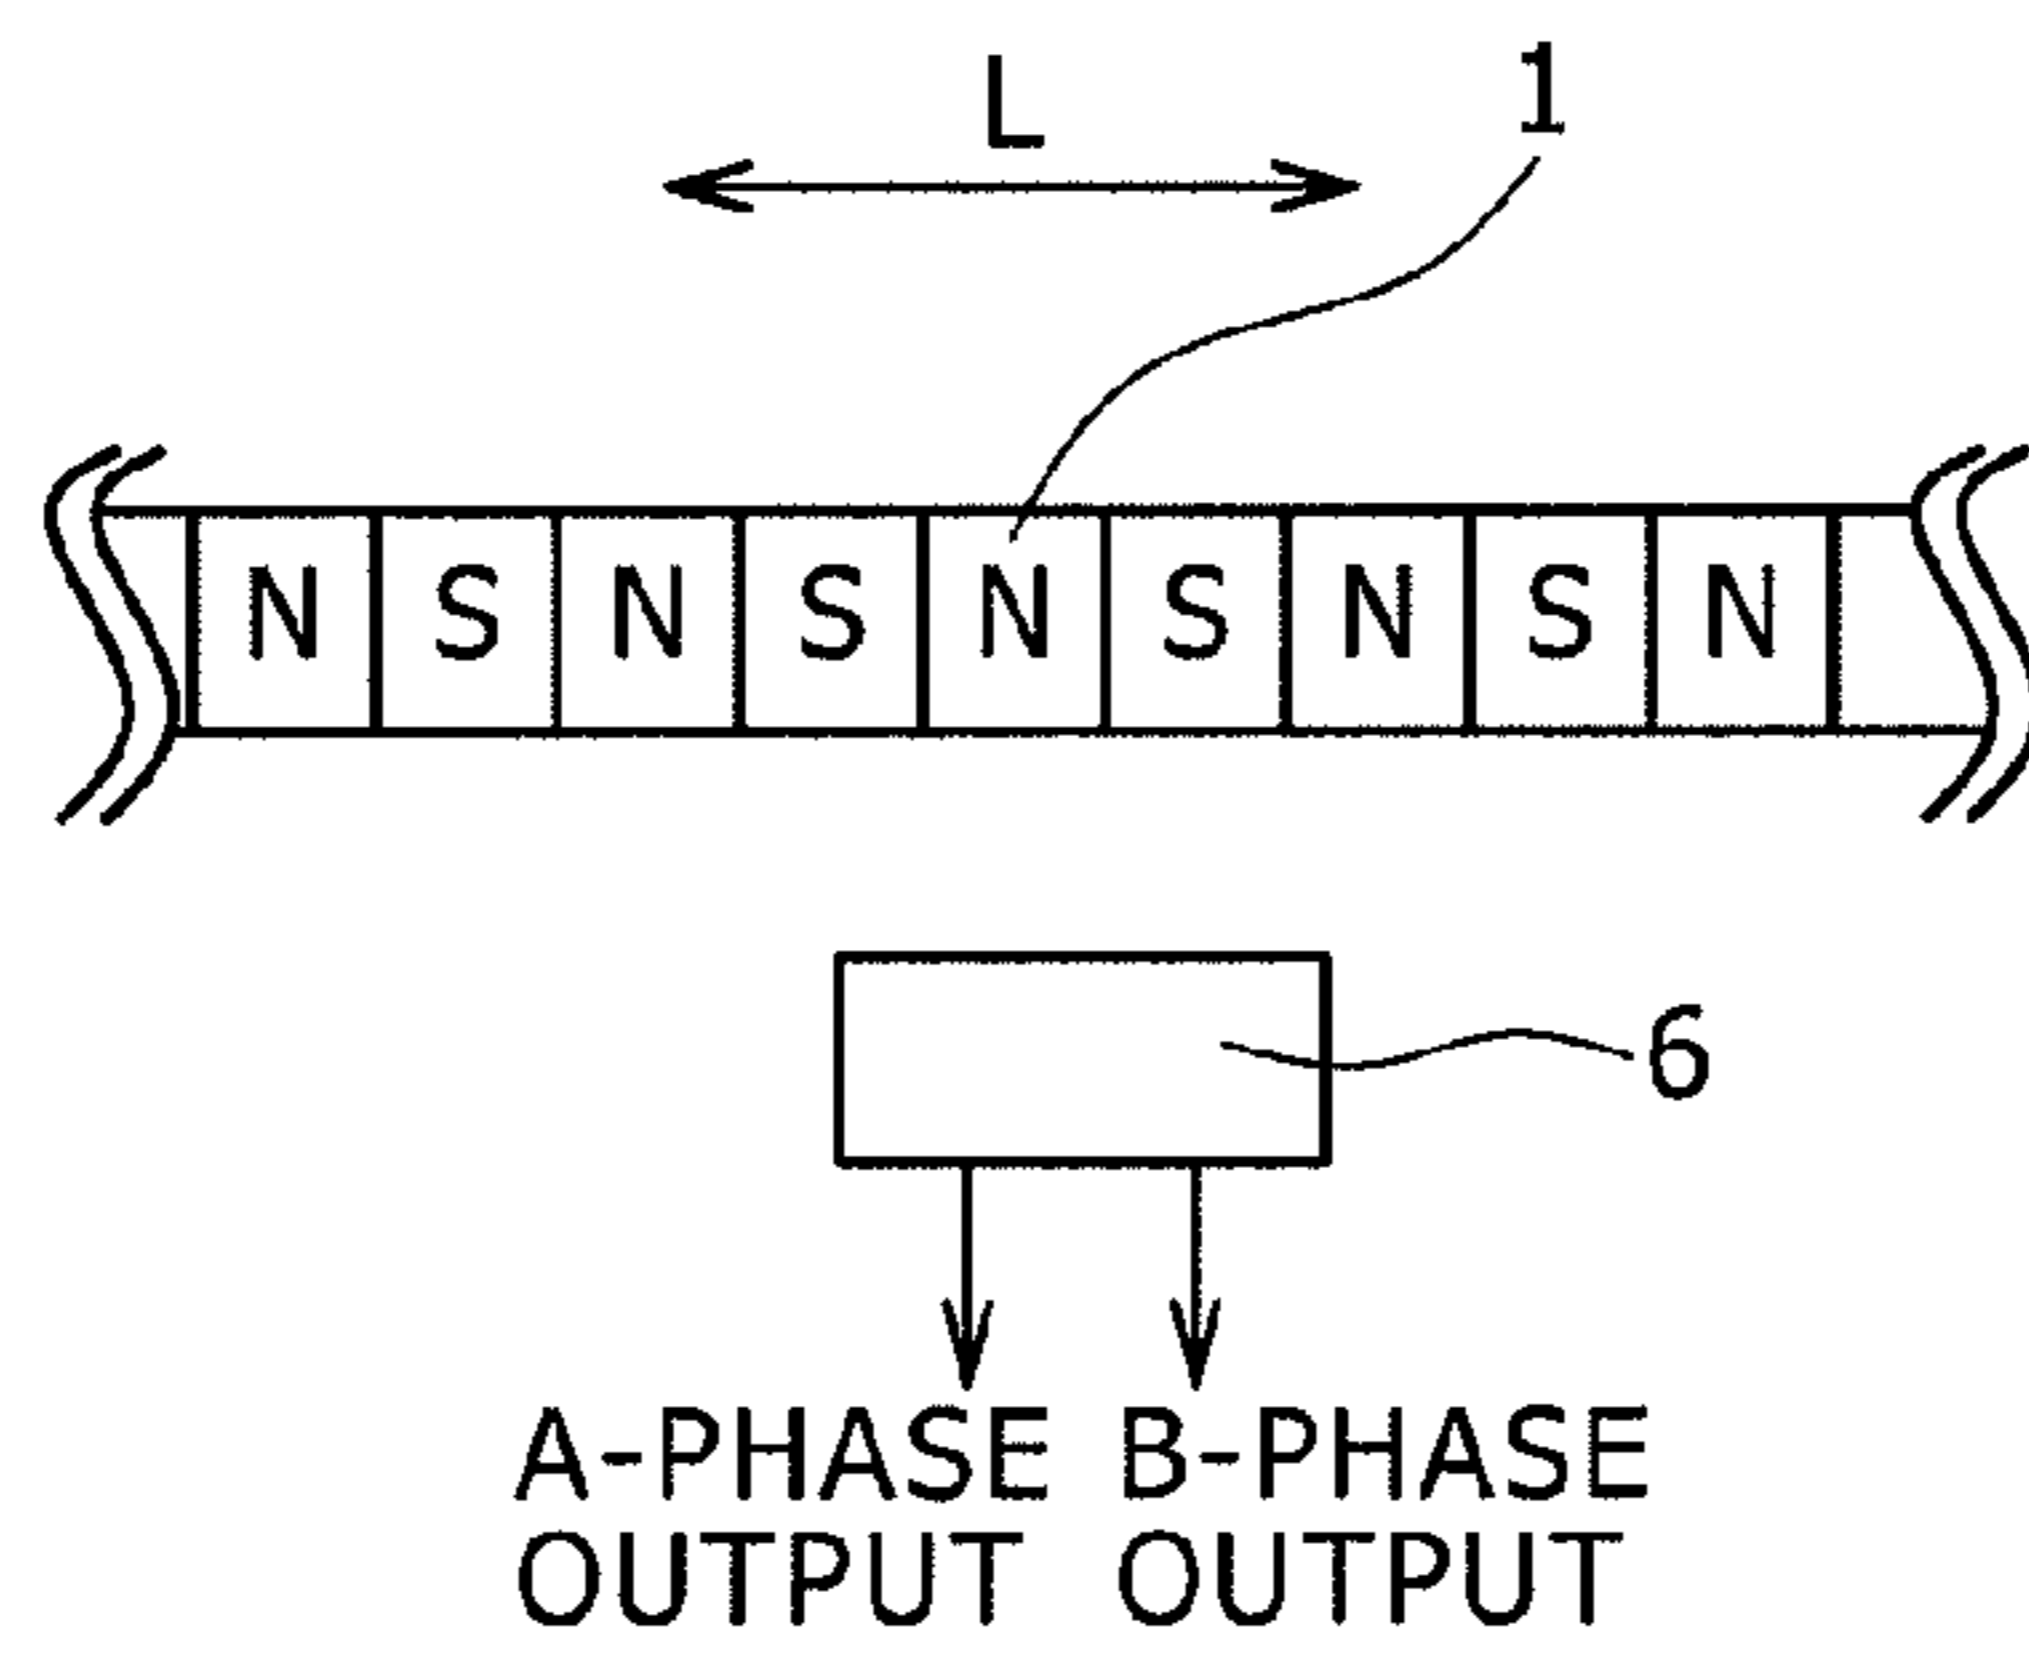 L
1
N S N S N S N S N
6
A-PHASE B-PHASE
OUTPUT OUTPUT